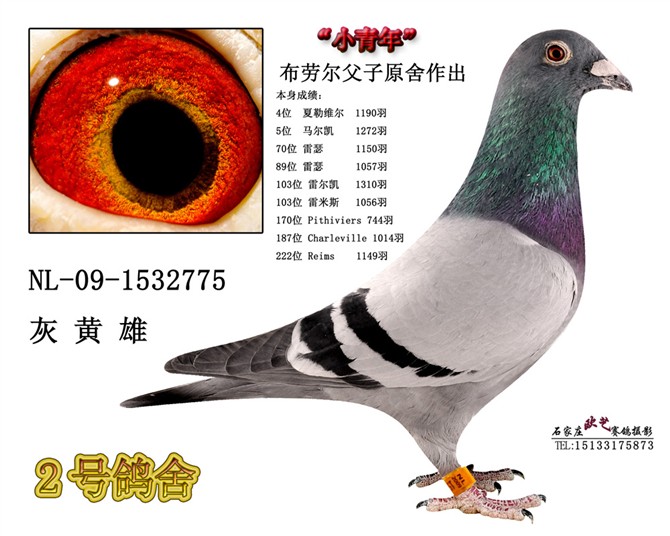 “小青年”
布劳尔父子原舍作出
本身成绩：
4位 夏勒维尔 1190羽
5位 马尔凯 1272羽
70位 雷瑟 1150羽
89位 雷瑟 1057羽
103位 雷尔凯 1310羽
103位 雷米斯 1056羽
170位 Pithiviers 744羽
187位 Charleville 1014羽
222位 Reims 1149羽
NL-09-1532775
灰黄雄
石家庄欧艺赛鸽摄影
TEL:15133175873
2号鸽舍